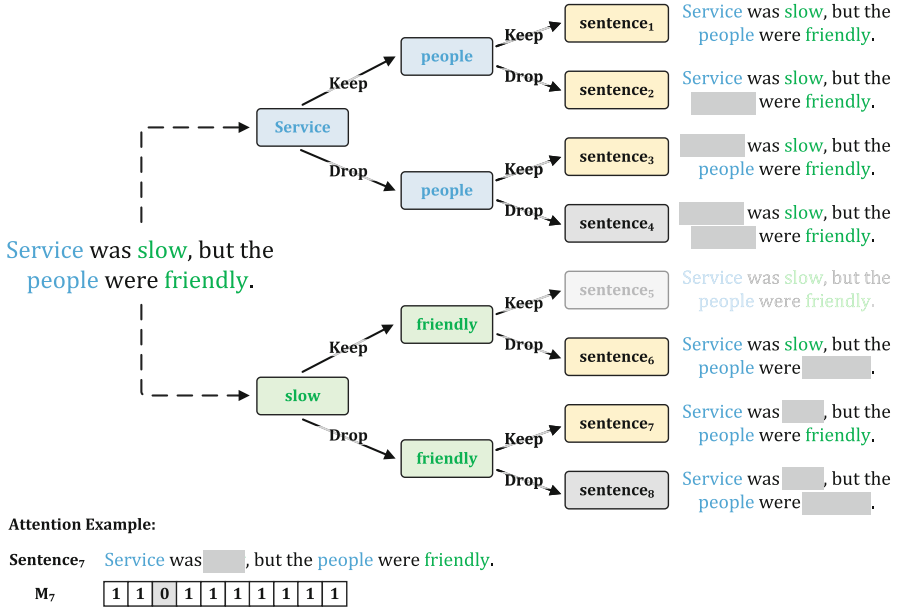 Service was slow, but the
people were friendly.
Service
Keep
people
Keep
sentence₁
Service was slow, but the
people were friendly.
Drop
sentence₂
Service was slow, but the
were friendly.
Drop
people
Keep
sentence₃
was slow, but the
people were friendly.
Drop
sentence₄
was slow, but the
were friendly.
slow
Keep
friendly
Keep
sentence₅
Service was slow, but the
people were friendly.
Drop
sentence₆
Service was slow, but the
people were .
Drop
friendly
Keep
sentence₇
Service was , but the
people were friendly.
Drop
sentence₈
Service was , but the
people were .
Attention Example:
Sentence₇ Service was , but the people were friendly.
M₇ 1 1 0 1 1 1 1 1 1 1